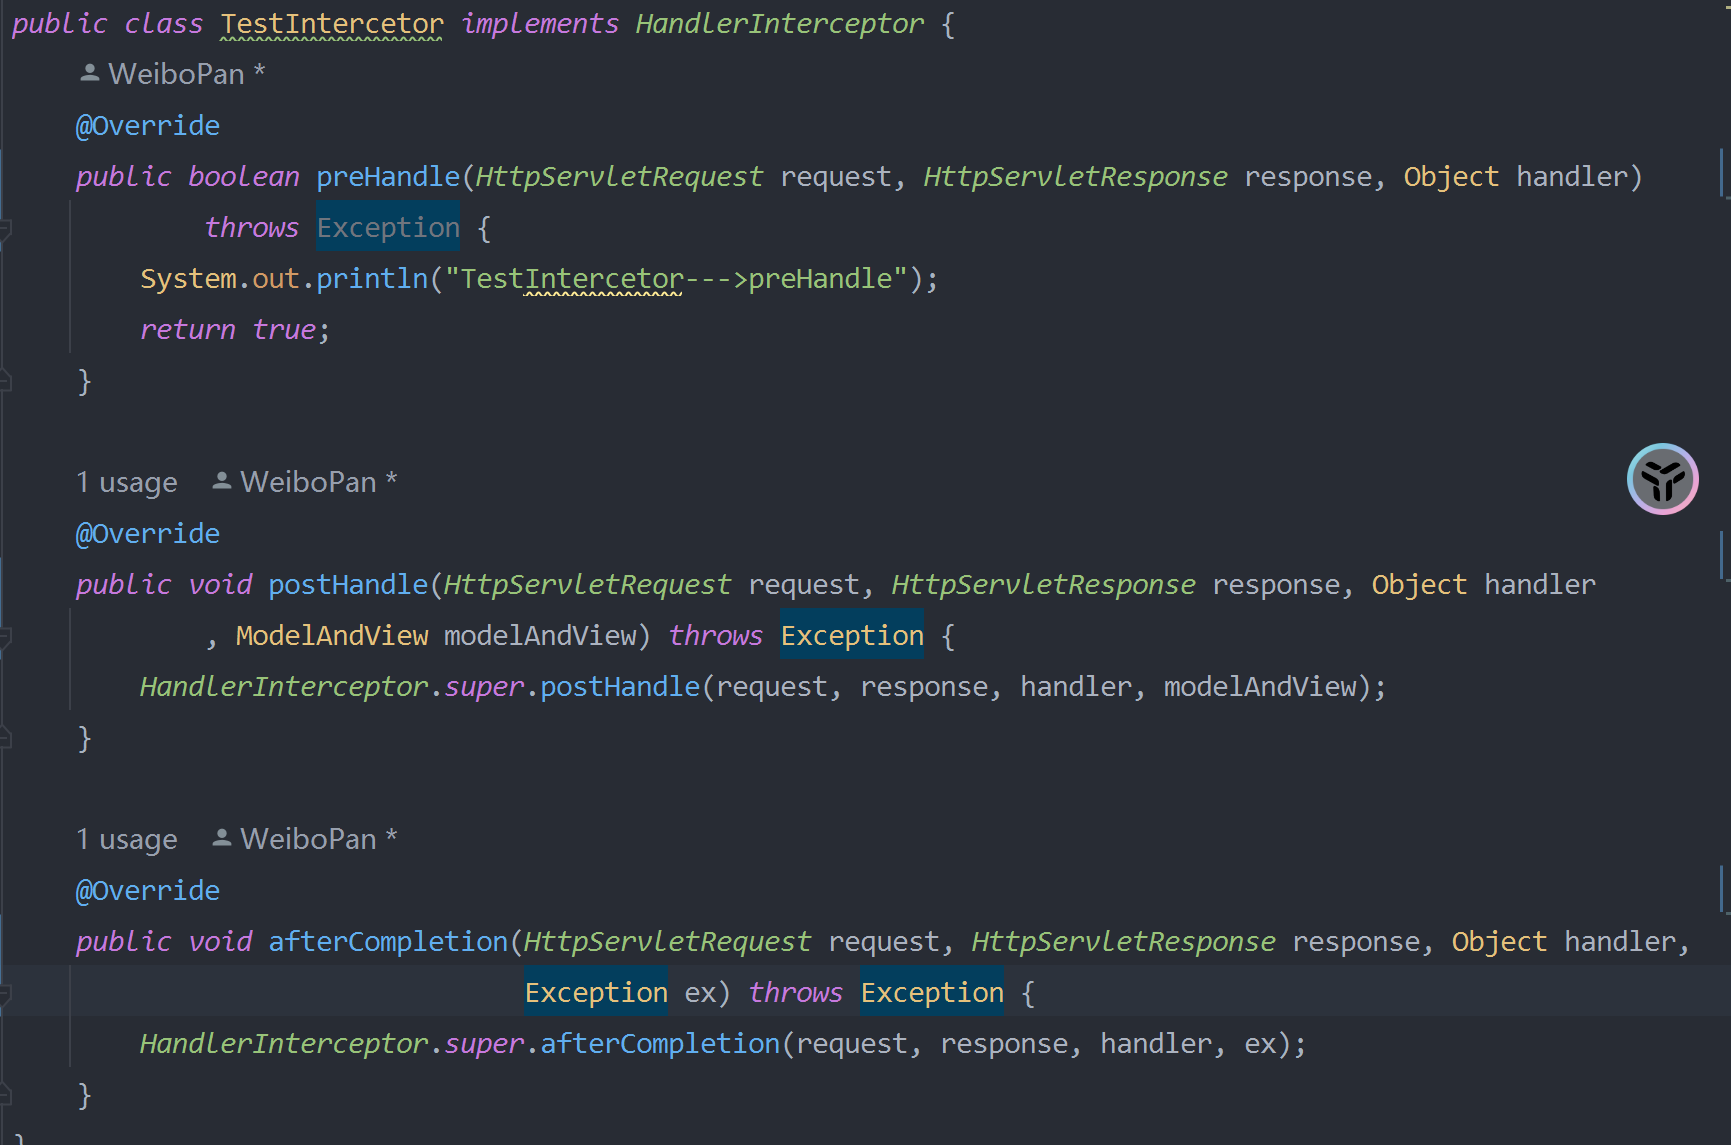 public class TestIntercetor implements HandlerInterceptor {
WeiboPan *
@Override
public boolean preHandle(HttpServletRequest request, HttpServletResponse response, Object handler)
throws Exception {
System.out.println("TestIntercetor--->preHandle");
return true;
}
1 usage WeiboPan *
@Override
public void postHandle(HttpServletRequest request, HttpServletResponse response, Object handler
, ModelAndView modelAndView) throws Exception {
HandlerInterceptor.super.postHandle(request, response, handler, modelAndView);
}
1 usage WeiboPan *
@Override
public void afterCompletion(HttpServletRequest request, HttpServletResponse response, Object handler,
Exception ex) throws Exception {
HandlerInterceptor.super.afterCompletion(request, response, handler, ex);
}
}